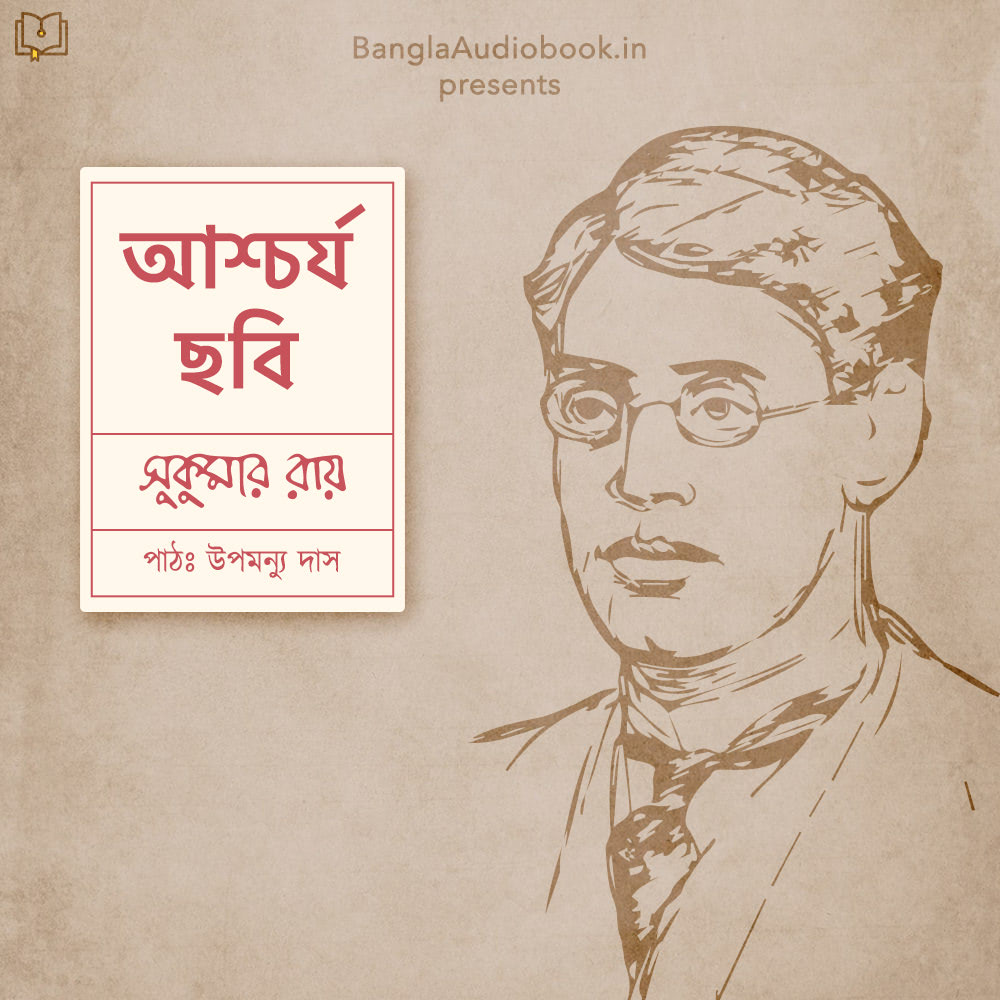 BanglaAudiobook.in
presents
আশ্চর্য
ছবি
সুকুমার রায়
পাঠঃ উপমন্যু দাস